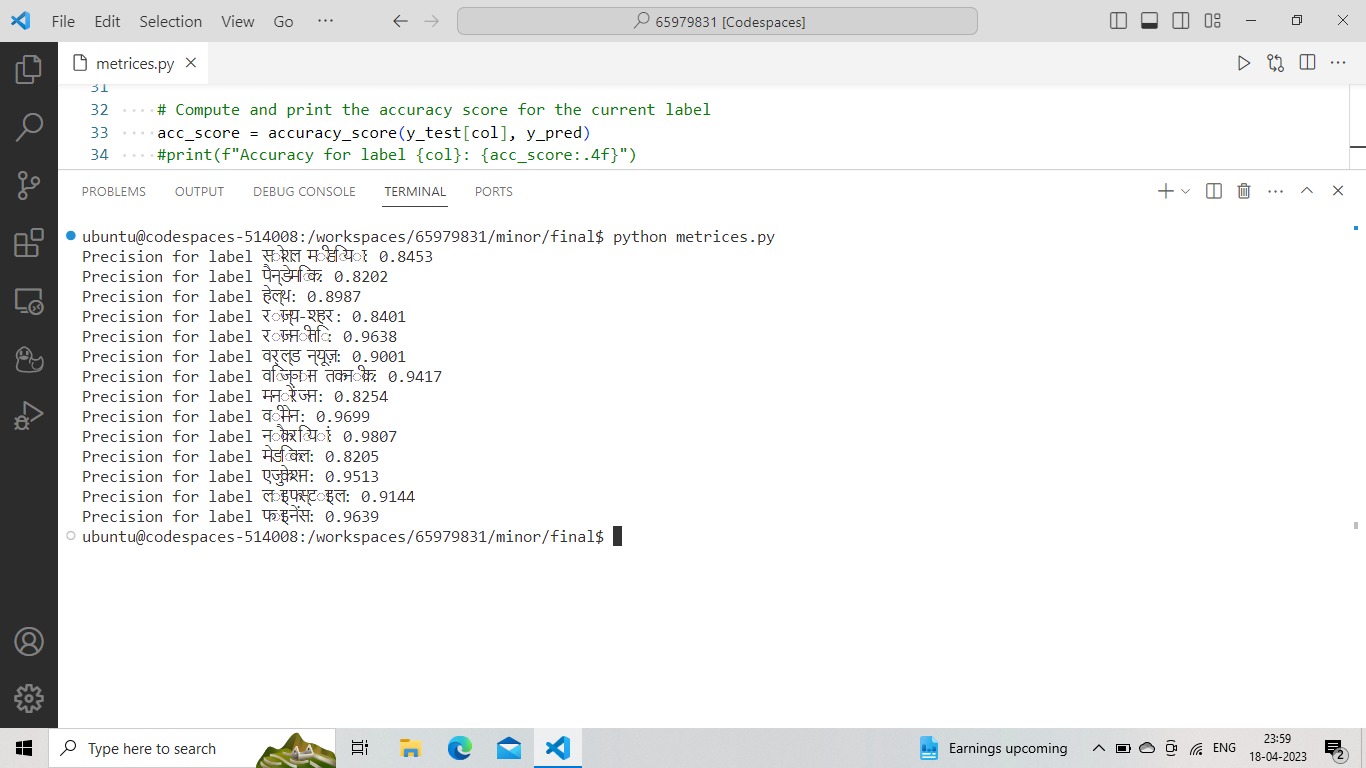 File Edit Selection View Go ···
65979831 [Codespaces]
metrices.py
31
32 # Compute and print the accuracy score for the current label
33 acc_score = accuracy_score(y_test[col], y_pred)
34 #print(f"Accuracy for label {col}: {acc_score:.4f}")
PROBLEMS OUTPUT DEBUG CONSOLE TERMINAL PORTS
ubuntu@codespaces-514008:/workspaces/65979831/minor/final$ python metrices.py
Precision for label सोशल मीडिया: 0.8453
Precision for label पैन्डेमिक: 0.8202
Precision for label हेल्थ: 0.8987
Precision for label राज्य-शहर: 0.8401
Precision for label राजनीति: 0.9638
Precision for label वर्ल्ड न्यूज़: 0.9001
Precision for label विज्ञान तकनीक: 0.9417
Precision for label मनोरंजन: 0.8254
Precision for label वीमेन: 0.9699
Precision for label नौकरियां: 0.9807
Precision for label मेडिकल: 0.8205
Precision for label एजुकेशन: 0.9513
Precision for label लाइफस्टाइल: 0.9144
Precision for label फाइनेंस: 0.9639
ubuntu@codespaces-514008:/workspaces/65979831/minor/final$
Type here to search
Earnings upcoming
ENG
23:59
18-04-2023
2